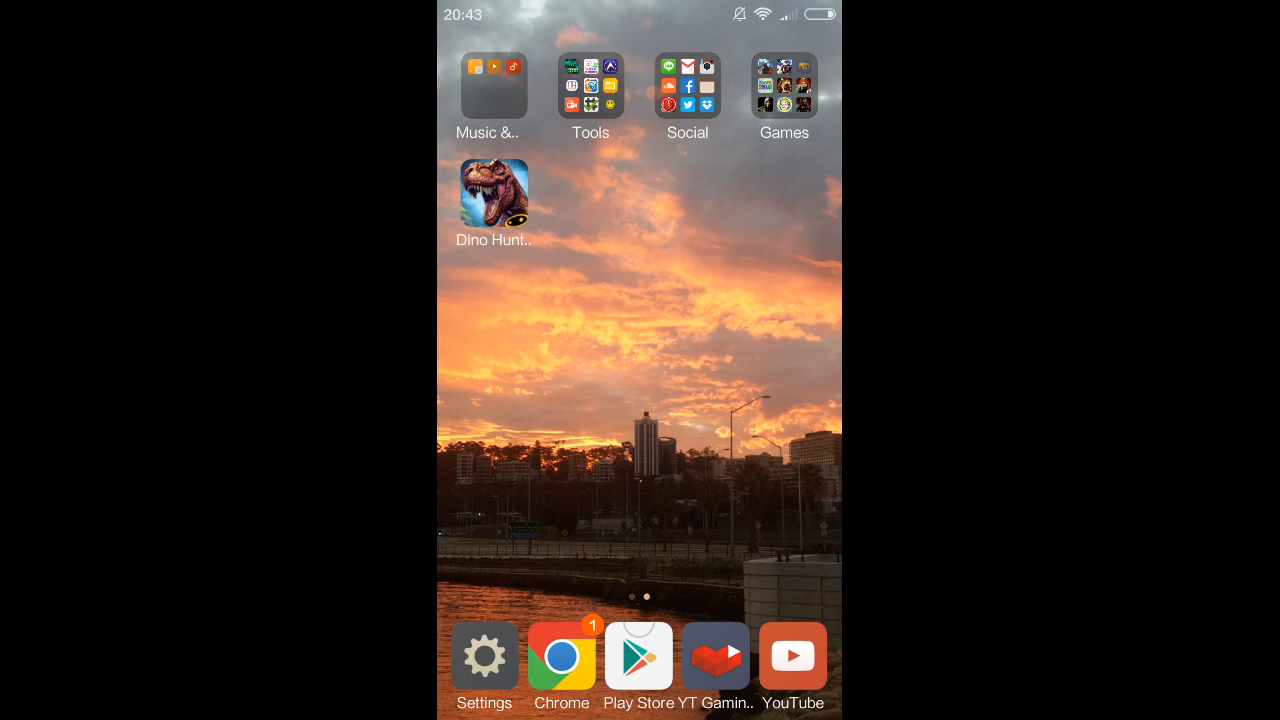 20:43
Music &..
Tools
Social
Games
Dino Hunt..
1
Settings
Chrome
Play Store
YT Gamin..
YouTube